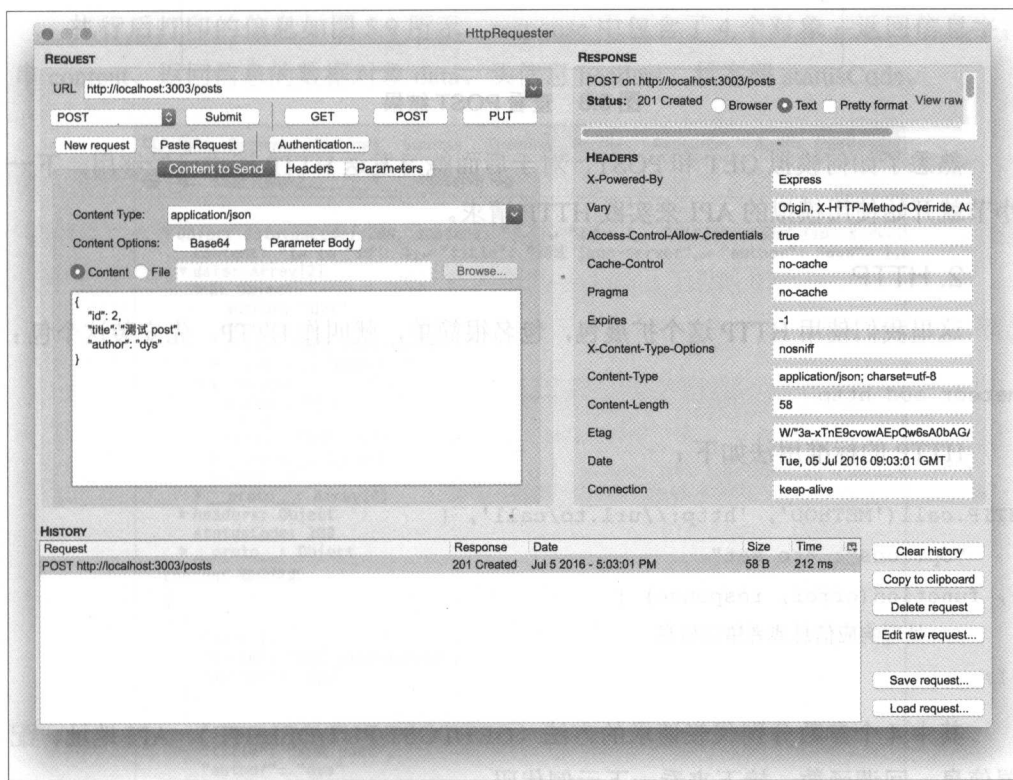 HttpRequester
REQUEST
URL http://localhost:3003/posts
POST Submit GET POST PUT
New request Paste Request Authentication...
Content to Send Headers Parameters
Content Type: application/json
Content Options: Base64 Parameter Body
Content File Browse...
{
"id": 2,
"title": "测试 post",
"author": "dys"
}
RESPONSE
POST on http://localhost:3003/posts
Status: 201 Created Browser Text Pretty format View raw
HEADERS
X-Powered-By Express
Vary Origin, X-HTTP-Method-Override, Ac
Access-Control-Allow-Credentials true
Cache-Control no-cache
Pragma no-cache
Expires -1
X-Content-Type-Options nosniff
Content-Type application/json; charset=utf-8
Content-Length 58
Etag W/"3a-xTnE9cvowAEpQw6sA0bAG/
Date Tue, 05 Jul 2016 09:03:01 GMT
Connection keep-alive
HISTORY
Request Response Date Size Time
POST http://localhost:3003/posts 201 Created Jul 5 2016 - 5:03:01 PM 58 B 212 ms
Clear history
Copy to clipboard
Delete request
Edit raw request...
Save request...
Load request...